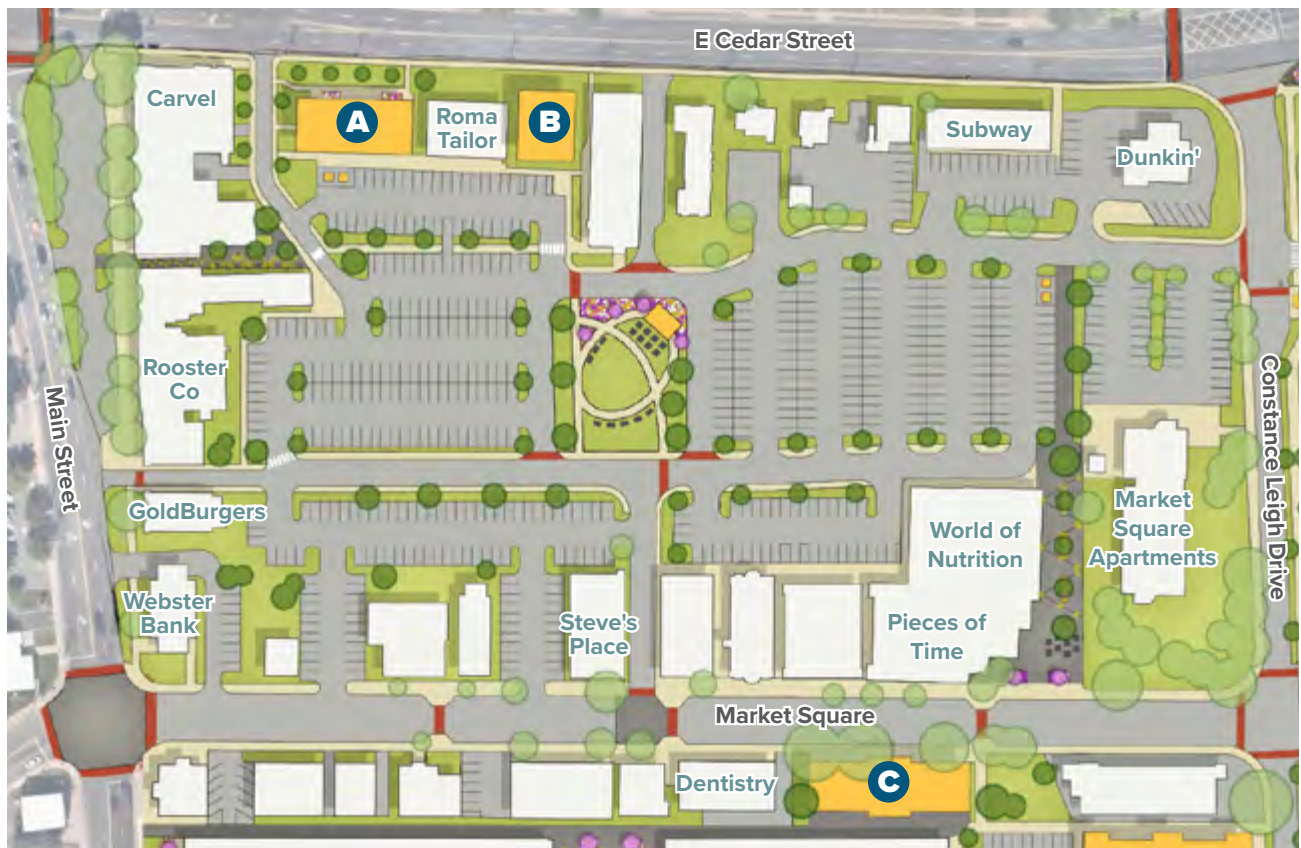 E Cedar Street
Carvel
A
Roma
Tailor
B
Subway
Dunkin'
Rooster
Co
Main Street
Constance Leigh Drive
GoldBurgers
World of
Nutrition
Market
Square
Apartments
Webster
Bank
Steve's
Place
Pieces of
Time
Market Square
Dentistry
C